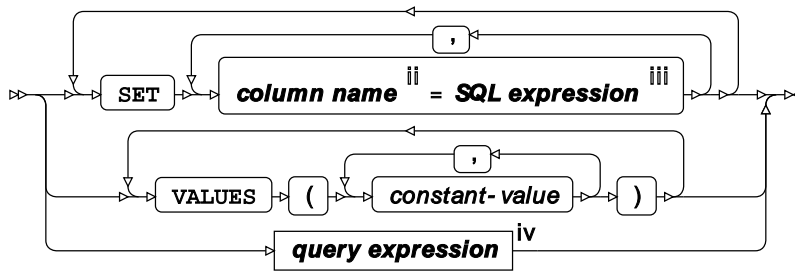 ,
SET column name ii = SQL expression iii
,
VALUES ( constant-value )
query expression iv